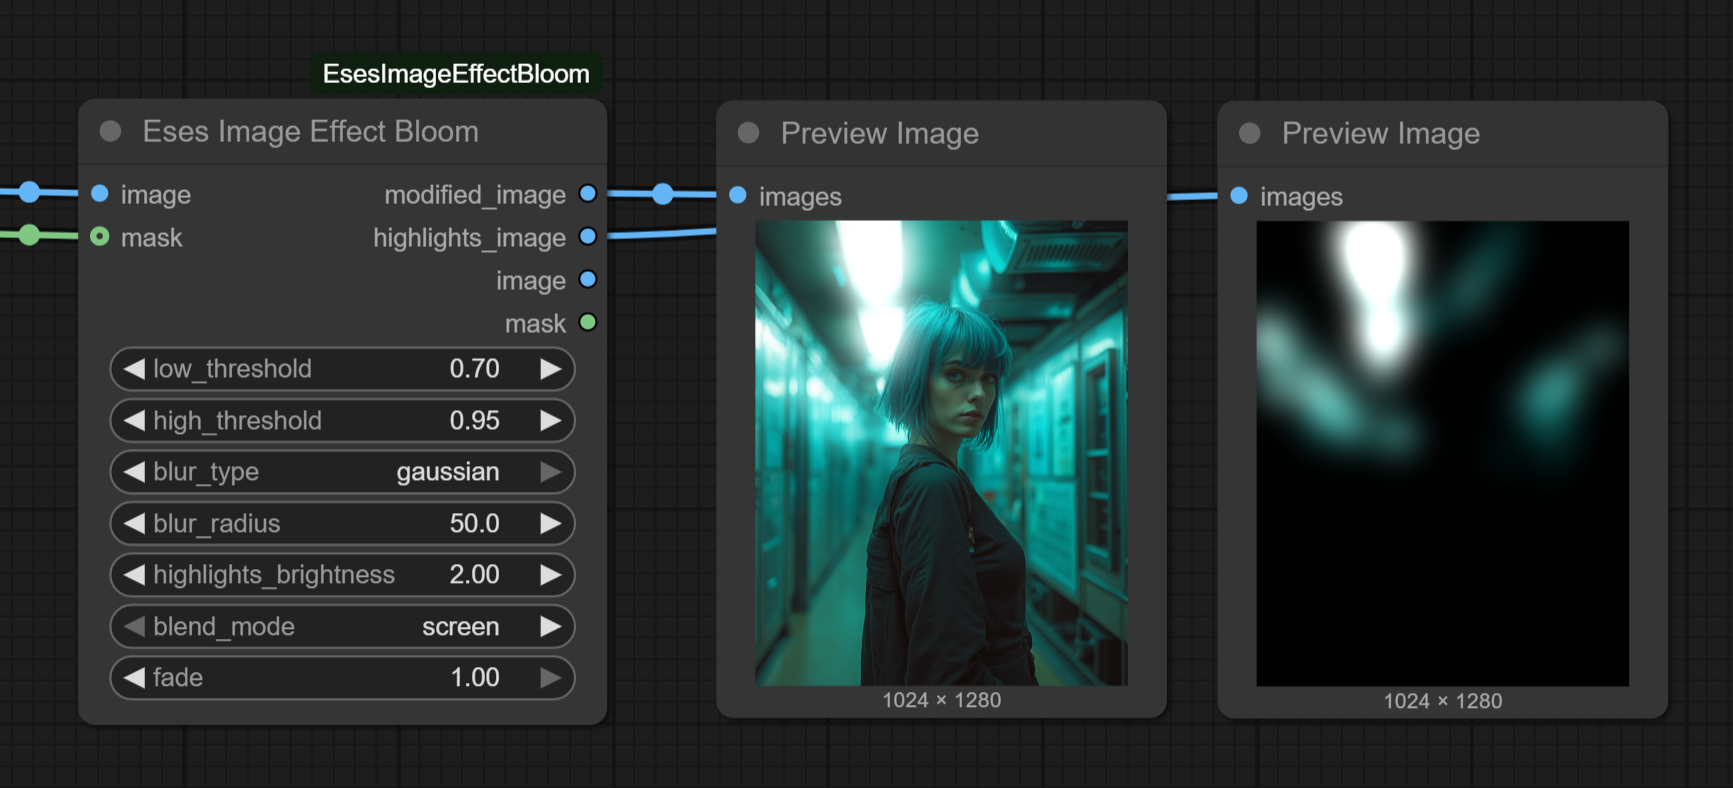 EsesImageEffectBloom
Eses Image Effect Bloom
image
modified_image
mask
highlights_image
image
mask
low_threshold 0.70
high_threshold 0.95
blur_type gaussian
blur_radius 50.0
highlights_brightness 2.00
blend_mode screen
fade 1.00
Preview Image
images
1024 × 1280
Preview Image
images
1024 × 1280